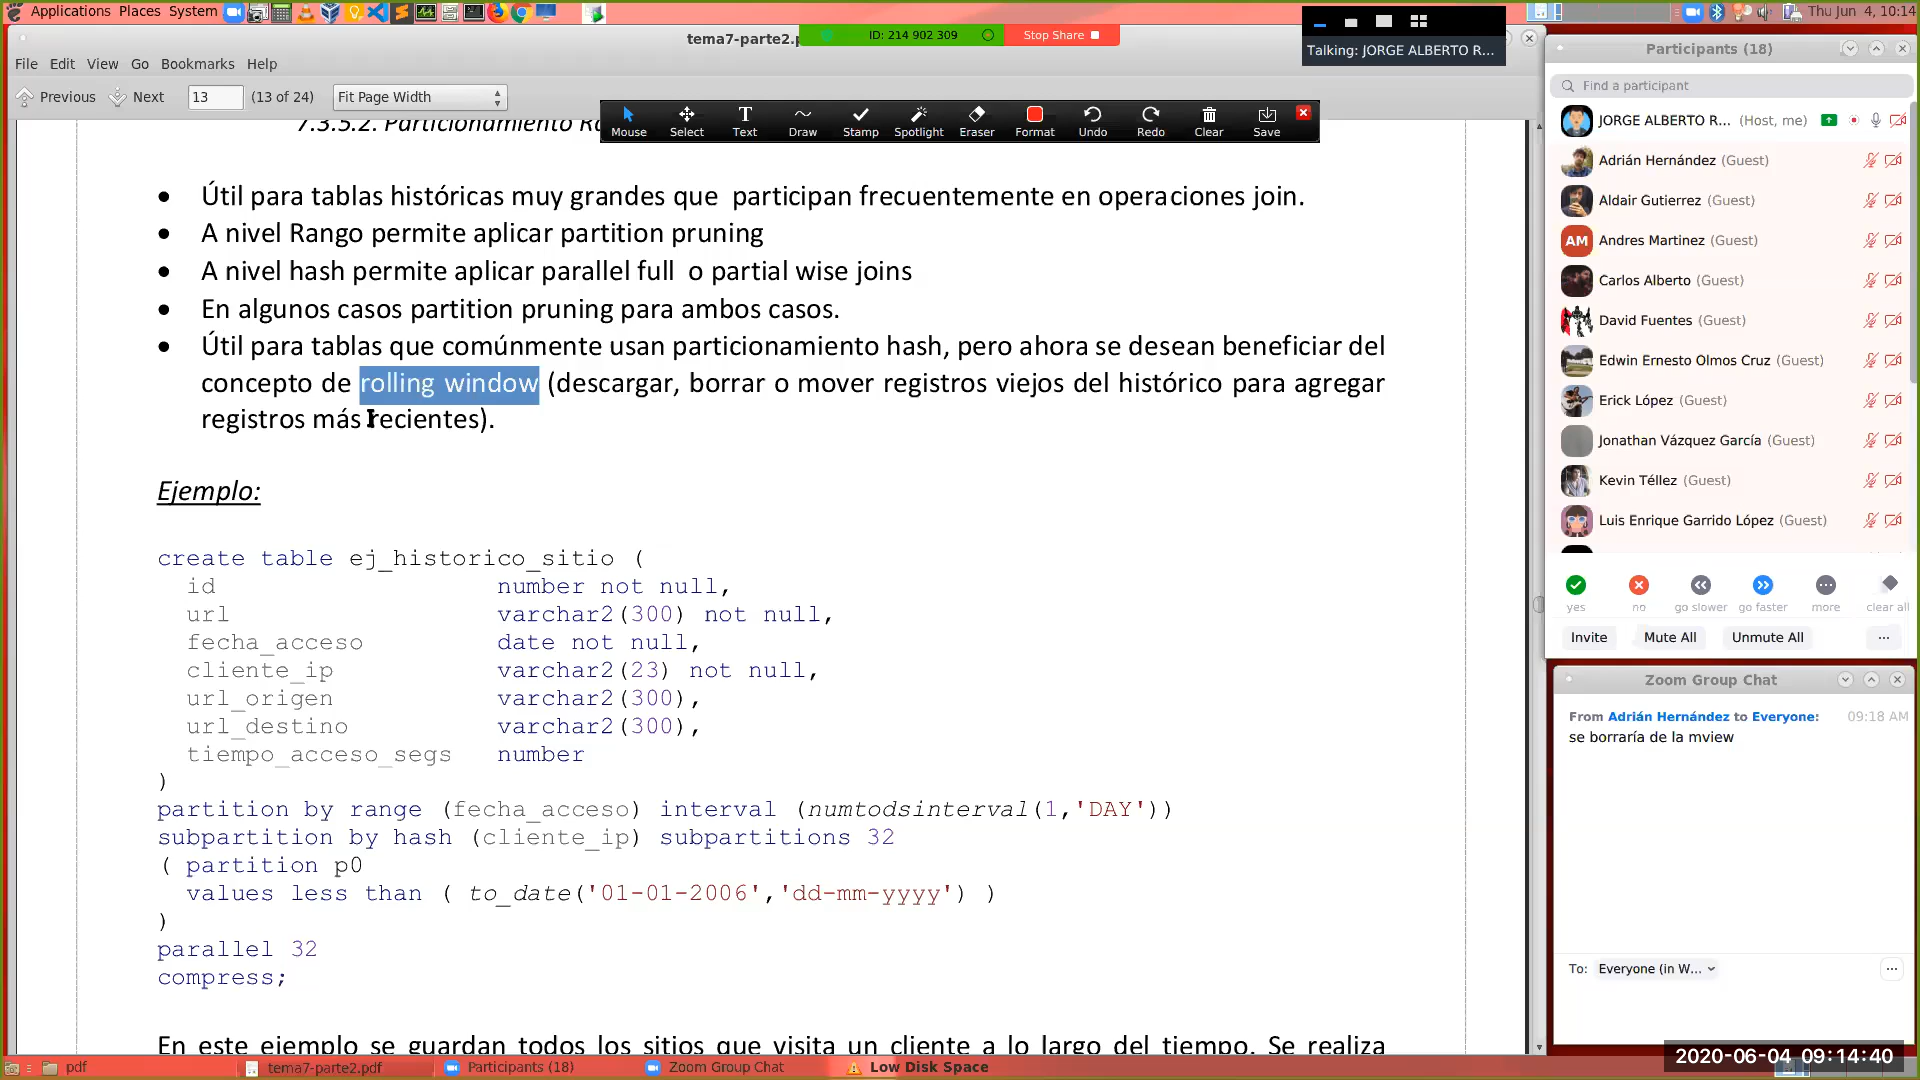 Applications Places System
Thu Jun 4, 10:14
tema7-parte2.p
ID: 214 902 309
Stop Share
Talking: JORGE ALBERTO R...
File Edit View Go Bookmarks Help
Previous Next 13 (13 of 24) Fit Page Width
Mouse Select Text Draw Stamp Spotlight Eraser Format Undo Redo Clear Save
7.3.5.2. Particionamiento
• Útil para tablas históricas muy grandes que participan frecuentemente en operaciones join.
• A nivel Rango permite aplicar partition pruning
• A nivel hash permite aplicar parallel full o partial wise joins
• En algunos casos partition pruning para ambos casos.
• Útil para tablas que comúnmente usan particionamiento hash, pero ahora se desean beneficiar del
concepto de rolling window (descargar, borrar o mover registros viejos del histórico para agregar
registros más recientes).
Ejemplo:
create table ej_historico_sitio (
id number not null,
url varchar2(300) not null,
fecha_acceso date not null,
cliente_ip varchar2(23) not null,
url_origen varchar2(300),
url_destino varchar2(300),
tiempo_acceso_segs number
)
partition by range (fecha_acceso) interval (numtodsinterval(1,'DAY'))
subpartition by hash (cliente_ip) subpartitions 32
( partition p0
values less than ( to_date('01-01-2006','dd-mm-yyyy') )
)
parallel 32
compress;
En este ejemplo se guardan todos los sitios que visita un cliente a lo largo del tiempo. Se realiza
Participants (18)
Find a participant
JORGE ALBERTO R... (Host, me)
Adrián Hernández (Guest)
Aldair Gutierrez (Guest)
AM Andres Martinez (Guest)
Carlos Alberto (Guest)
David Fuentes (Guest)
Edwin Ernesto Olmos Cruz (Guest)
Erick López (Guest)
Jonathan Vázquez García (Guest)
Kevin Téllez (Guest)
Luis Enrique Garrido López (Guest)
yes no go slower go faster more clear all
Invite Mute All Unmute All ...
Zoom Group Chat
From Adrián Hernández to Everyone: 09:18 AM
se borraría de la mview
To: Everyone (in W...
pdf tema7-parte2.pdf Participants (18) Zoom Group Chat Low Disk Space
2020-06-04 09:14:40